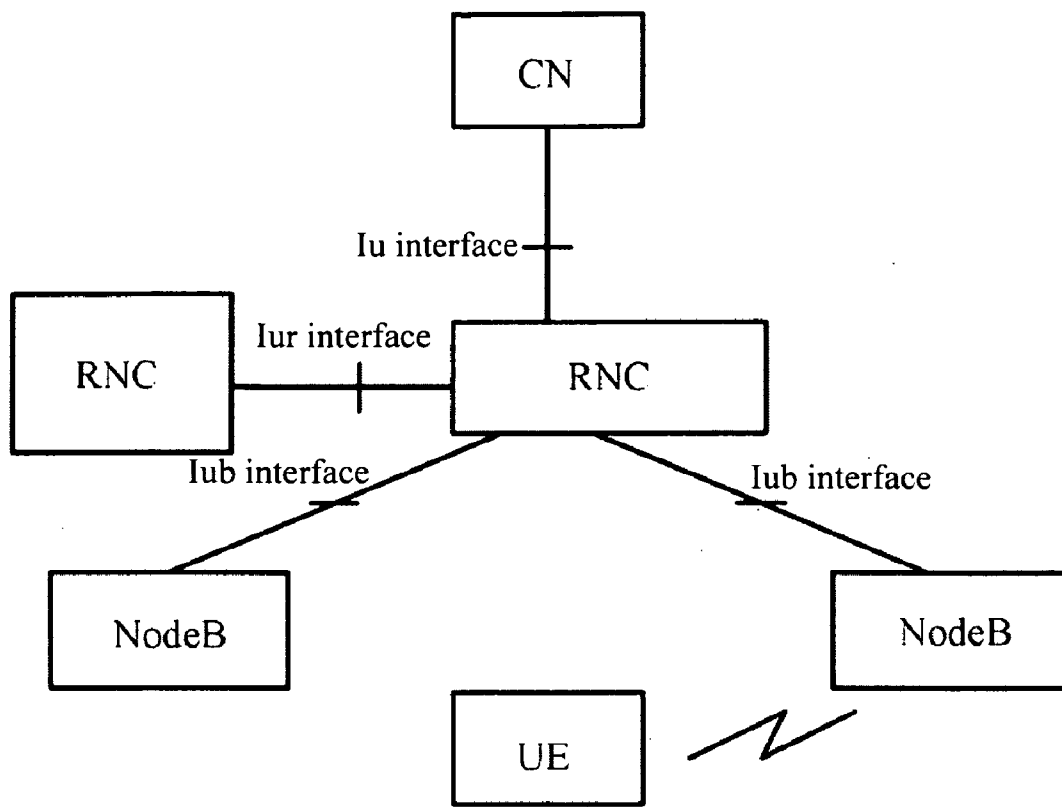 CN
Iu interface
Iur interface
RNC
RNC
Iub interface
Iub interface
NodeB
NodeB
UE